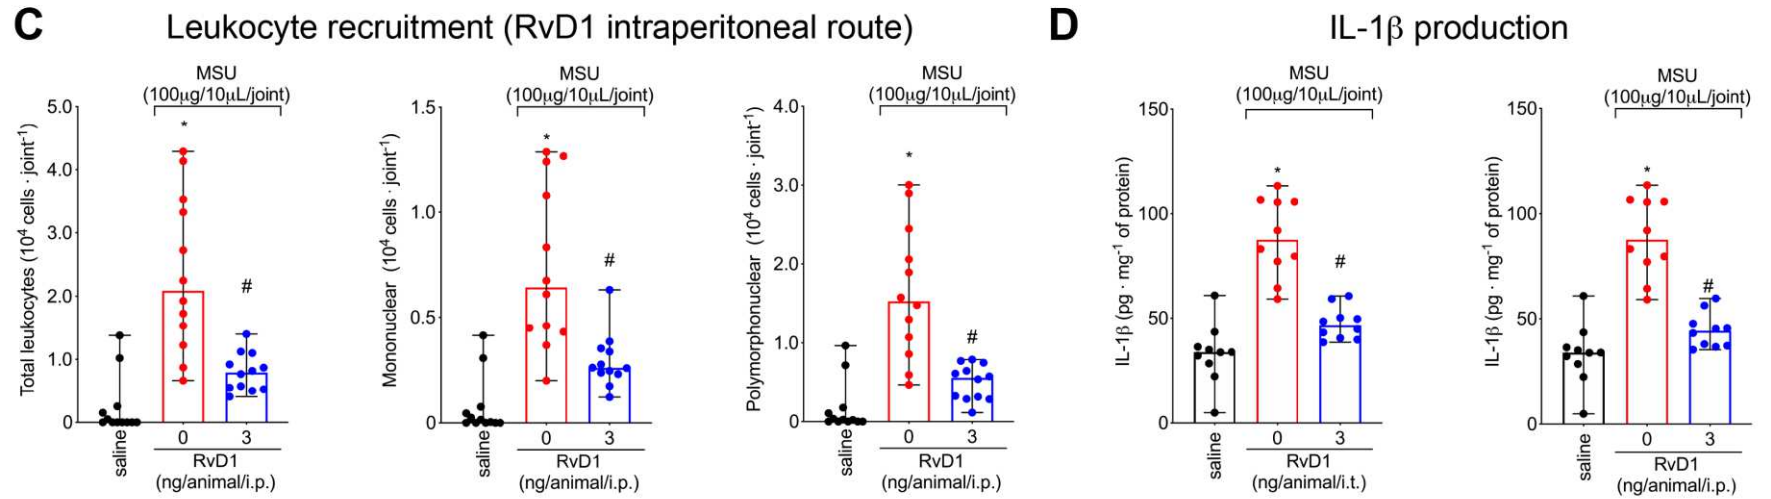 C
Leukocyte recruitment (RvD1 intraperitoneal route)
MSU
(100μg/10μL/joint)
Total leukocytes (10⁴ cells · joint⁻¹)
5.0
4.0
3.0
2.0
1.0
0
*
#
saline
0
3
RvD1
(ng/animal/i.p.)
MSU
(100μg/10μL/joint)
Mononuclear (10⁴ cells · joint⁻¹)
1.5
1.0
0.5
0
*
#
saline
0
3
RvD1
(ng/animal/i.p.)
MSU
(100μg/10μL/joint)
Polymorphonuclear (10⁴ cells · joint⁻¹)
4.0
3.0
2.0
1.0
0
*
#
saline
0
3
RvD1
(ng/animal/i.p.)
D
IL-1β production
MSU
(100μg/10μL/joint)
IL-1β (pg · mg⁻¹ of protein)
150
100
50
0
*
#
saline
0
3
RvD1
(ng/animal/i.t.)
MSU
(100μg/10μL/joint)
IL-1β (pg · mg⁻¹ of protein)
150
100
50
0
*
#
saline
0
3
RvD1
(ng/animal/i.p.)